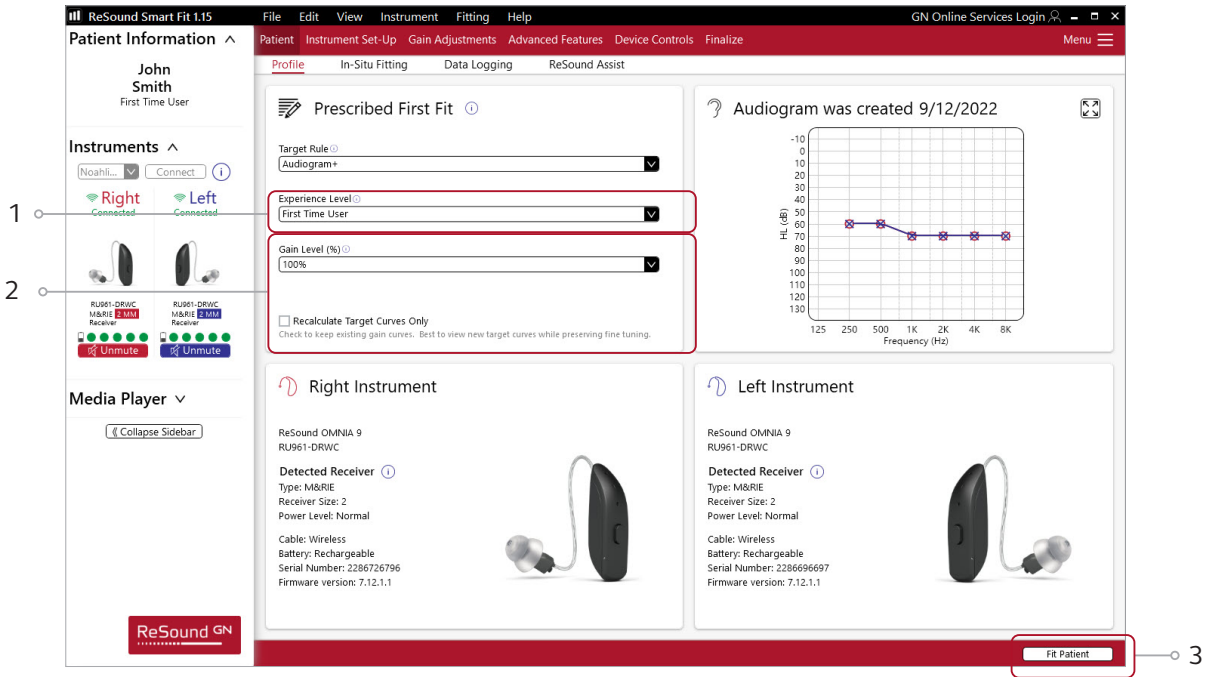 ReSound Smart Fit 1.15
File Edit View Instrument Fitting Help
GN Online Services Login
Patient Information
Patient Instrument Set-Up Gain Adjustments Advanced Features Device Controls Finalize
Menu
Profile In-Situ Fitting Data Logging ReSound Assist
John
Smith
First Time User
Instruments
Noahli... Connect i
Right Left
Connected Connected
RU961-DRWC RU961-DRWC
M&RIE 2 MM M&RIE 2 MM
Receiver Receiver
Unmute Unmute
Media Player
Collapse Sidebar
ReSound GN
Prescribed First Fit i
Target Rule i
Audiogram+
1
Experience Level i
First Time User
2
Gain Level (%) i
100%
Recalculate Target Curves Only
Check to keep existing gain curves. Best to view new target curves while preserving fine tuning.
Audiogram was created 9/12/2022
-10
0
10
20
30
40
50
60
70
80
90
100
110
120
130
HL (dB)
125 250 500 1K 2K 4K 8K
Frequency (Hz)
Right Instrument
ReSound OMNIA 9
RU961-DRWC
Detected Receiver i
Type: M&RIE
Receiver Size: 2
Power Level: Normal
Cable: Wireless
Battery: Rechargeable
Serial Number: 2286726796
Firmware version: 7.12.1.1
Left Instrument
ReSound OMNIA 9
RU961-DRWC
Detected Receiver i
Type: M&RIE
Receiver Size: 2
Power Level: Normal
Cable: Wireless
Battery: Rechargeable
Serial Number: 2286696697
Firmware version: 7.12.1.1
Fit Patient
3